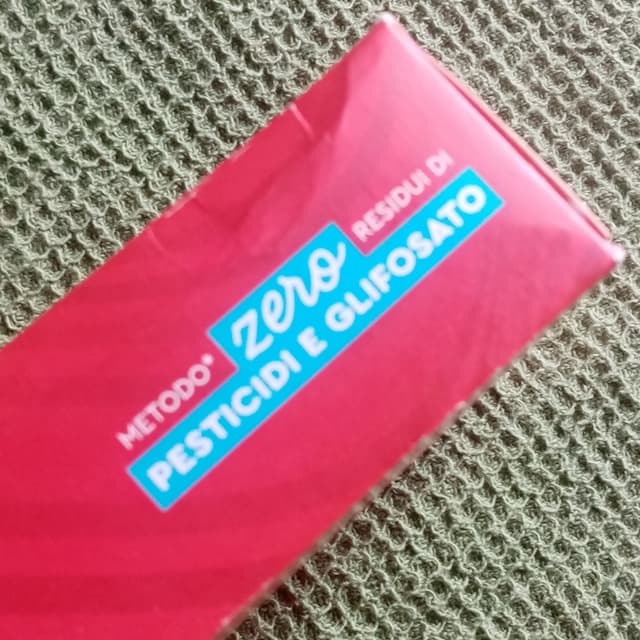 METODO* zero RESIDUI DI
PESTICIDI E GLIFOSATO